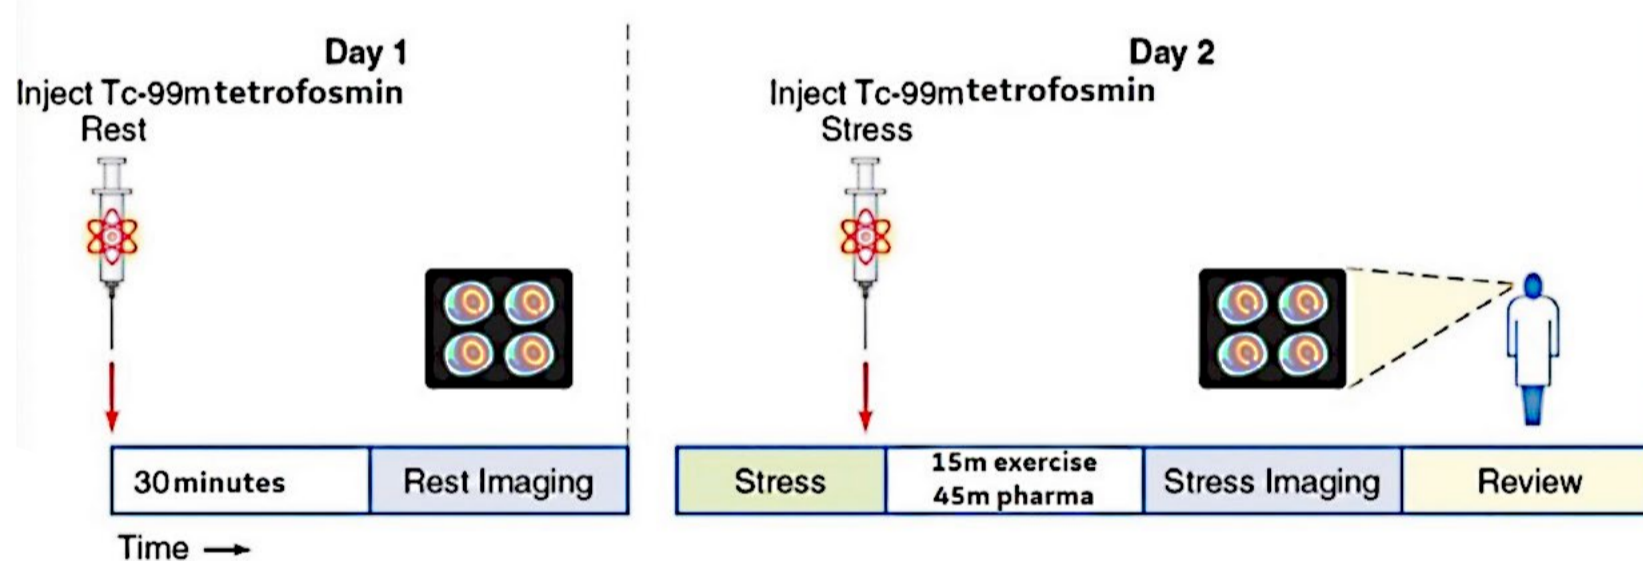 Day 1
Inject Tc-99m tetrofosmin
Rest
Day 2
Inject Tc-99m tetrofosmin
Stress
30 minutes
Rest Imaging
Stress
15m exercise
45m pharma
Stress Imaging
Review
Time